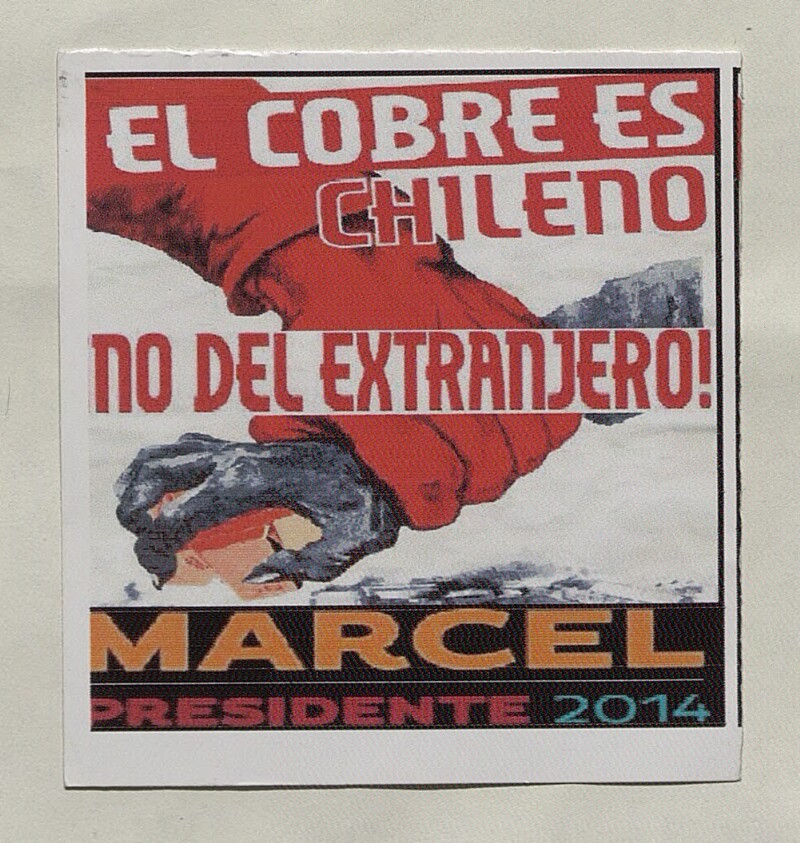 EL COBRE ES
CHILENO
NO DEL EXTRANJERO!
MARCEL
PRESIDENTE 2014